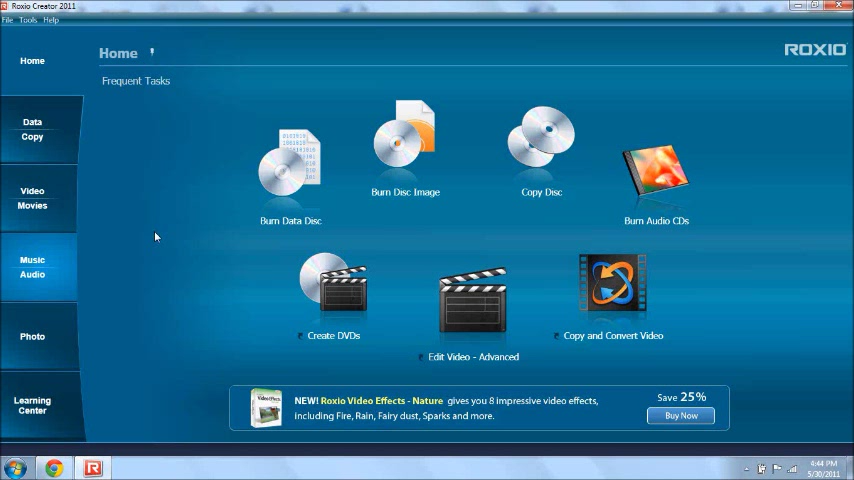 Roxio Creator 2011
File Tools Help
Home
ROXIO
Frequent Tasks
Home
Data
Copy
Video
Movies
Music
Audio
Photo
Learning
Center
Burn Data Disc
Burn Disc Image
Copy Disc
Burn Audio CDs
Create DVDs
Edit Video - Advanced
Copy and Convert Video
NEW! Roxio Video Effects - Nature gives you 8 impressive video effects,
including Fire, Rain, Fairy dust, Sparks and more.
Save 25%
Buy Now
4:44 PM
5/30/2011